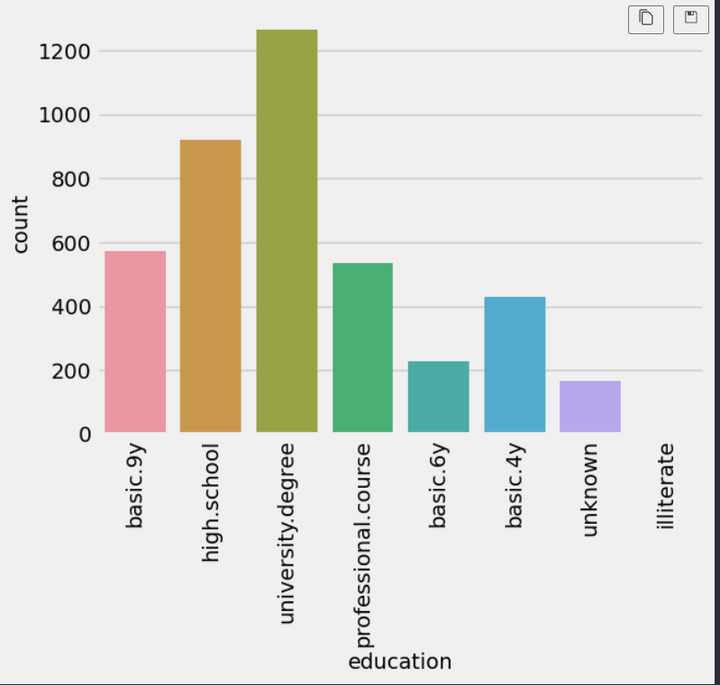 1200
1000
800
600
400
200
0
count
basic.9y
high.school
university.degree
professional.course
basic.6y
basic.4y
unknown
illiterate
education